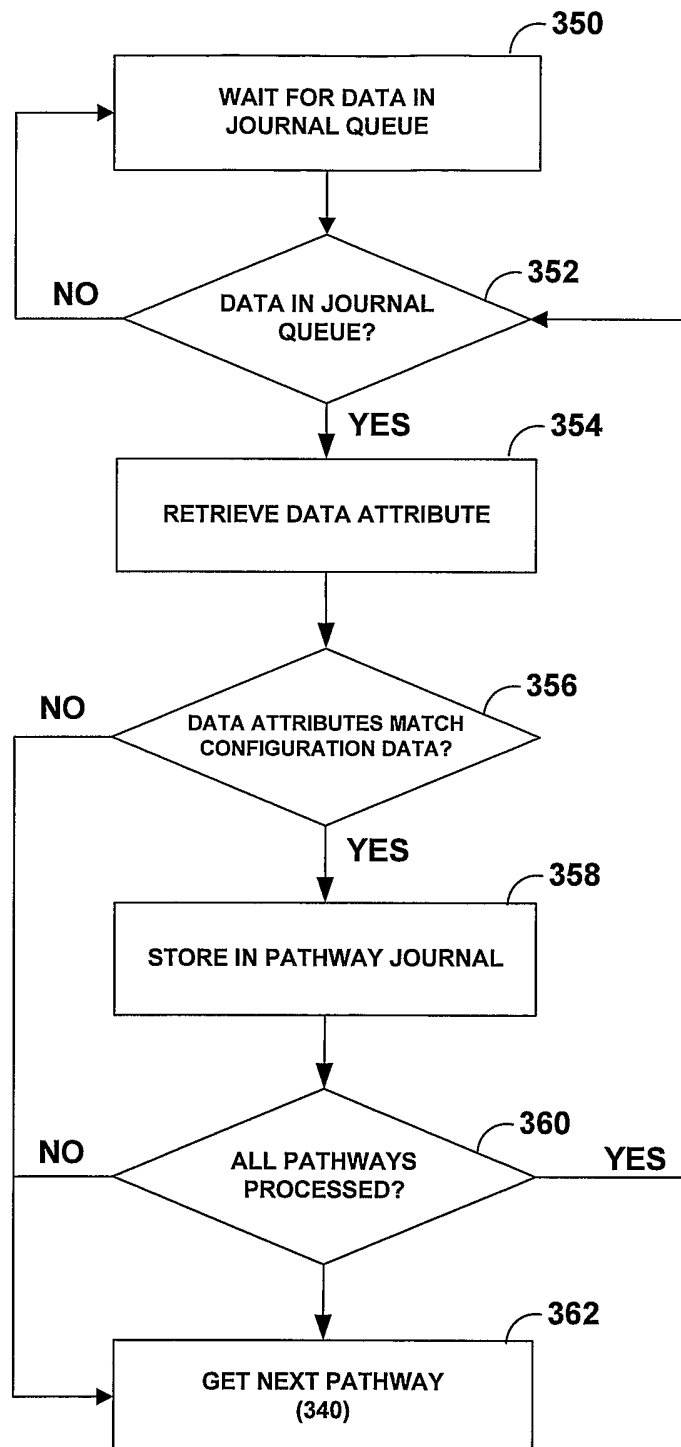 350
WAIT FOR DATA IN
JOURNAL QUEUE
352
NO
DATA IN JOURNAL
QUEUE?
YES
354
RETRIEVE DATA ATTRIBUTE
356
NO
DATA ATTRIBUTES MATCH
CONFIGURATION DATA?
YES
358
STORE IN PATHWAY JOURNAL
360
NO
ALL PATHWAYS
PROCESSED?
YES
362
GET NEXT PATHWAY
(340)